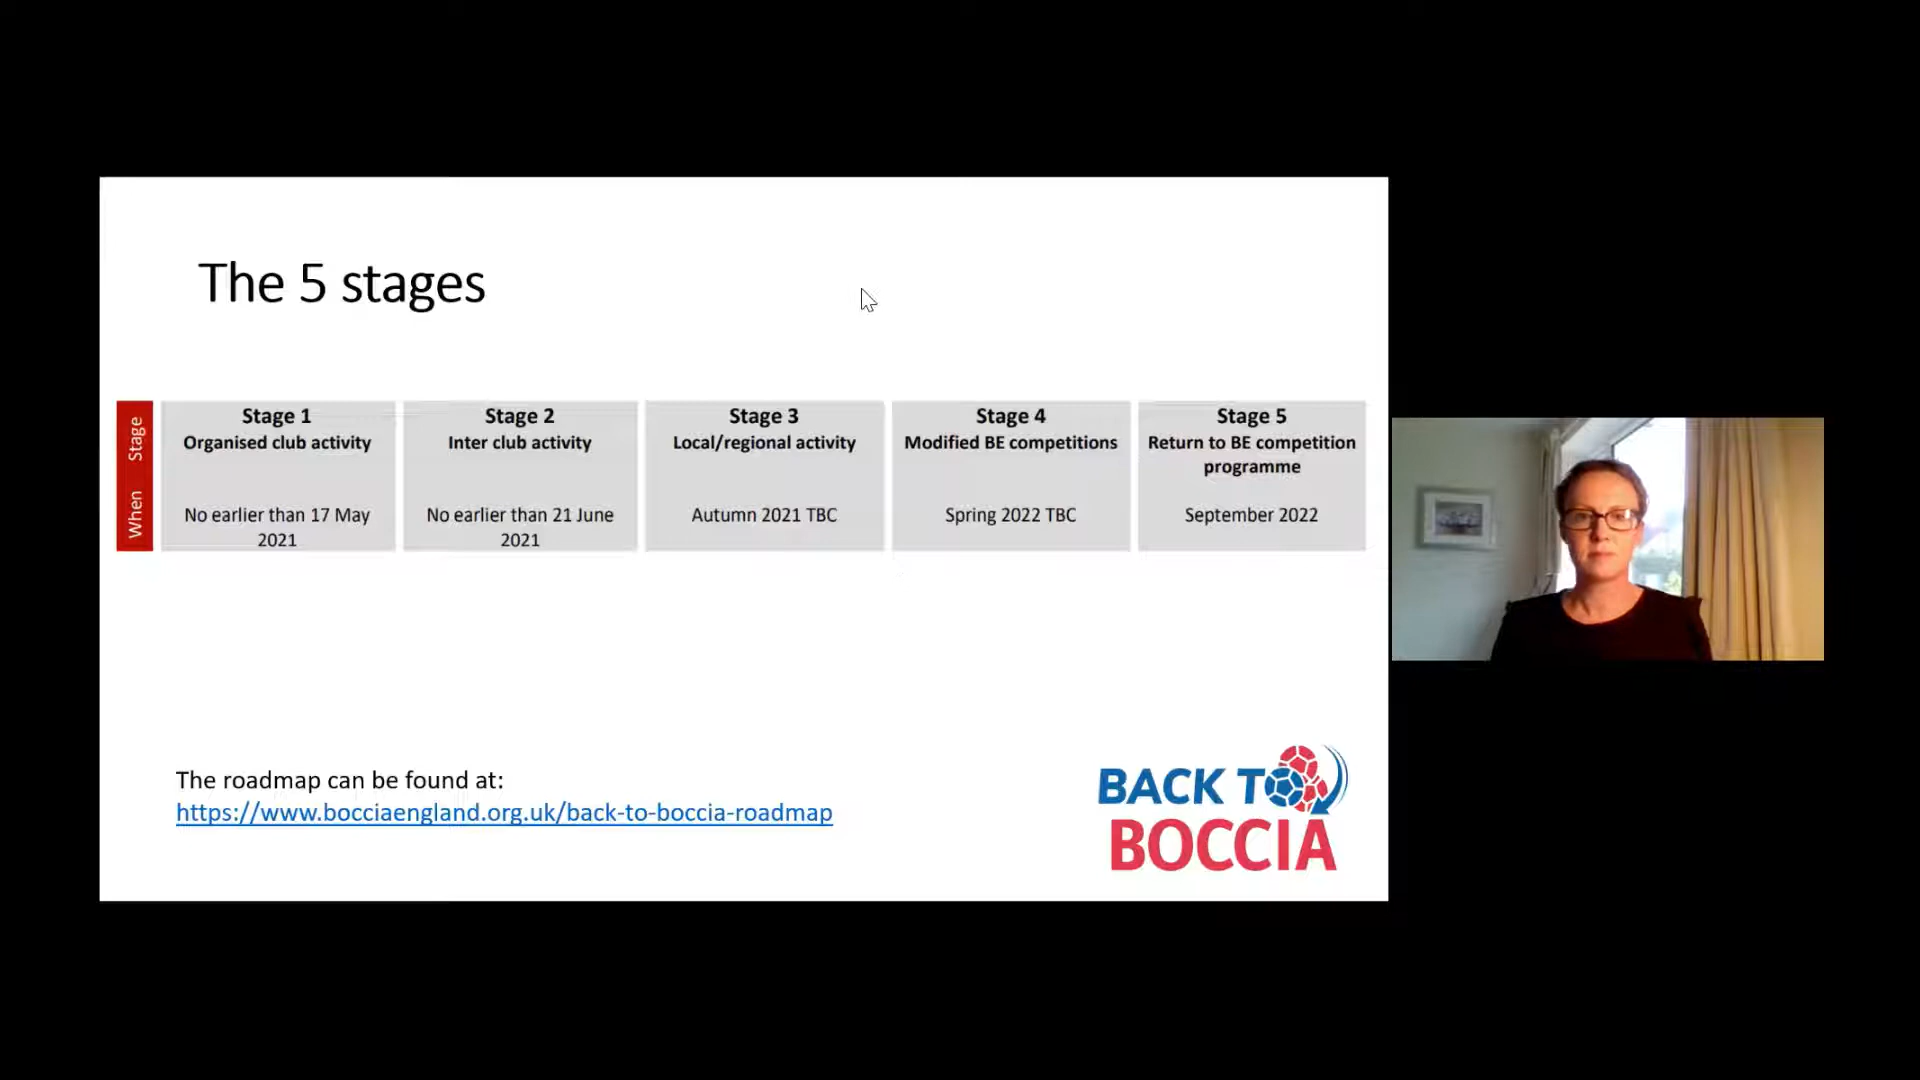 The 5 stages
Stage
When
Stage 1
Organised club activity
No earlier than 17 May
2021
Stage 2
Inter club activity
No earlier than 21 June
2021
Stage 3
Local/regional activity
Autumn 2021 TBC
Stage 4
Modified BE competitions
Spring 2022 TBC
Stage 5
Return to BE competition
programme
September 2022
The roadmap can be found at:
https://www.bocciaengland.org.uk/back-to-boccia-roadmap
BACK TO
BOCCIA